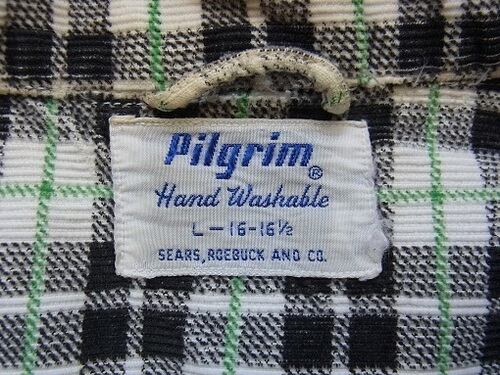 Pilgrim®
Hand Washable
L-16-16½
SEARS, ROEBUCK AND CO.